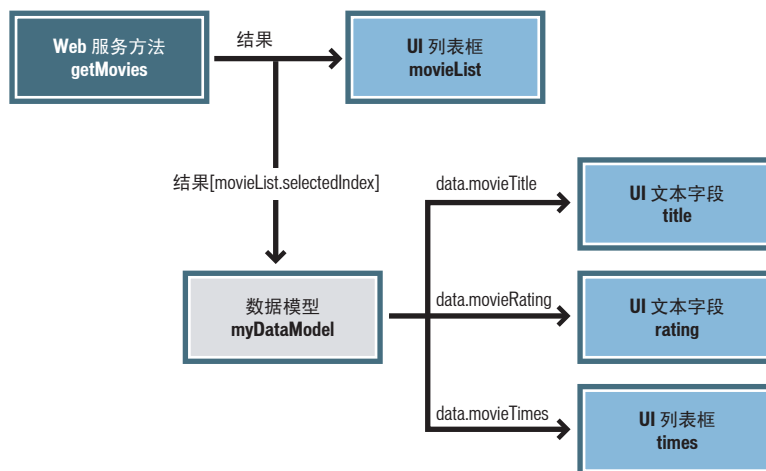 Web 服务方法
getMovies
结果
UI 列表框
movieList
结果[movieList.selectedIndex]
数据模型
myDataModel
data.movieTitle
UI 文本字段
title
data.movieRating
UI 文本字段
rating
data.movieTimes
UI 列表框
times